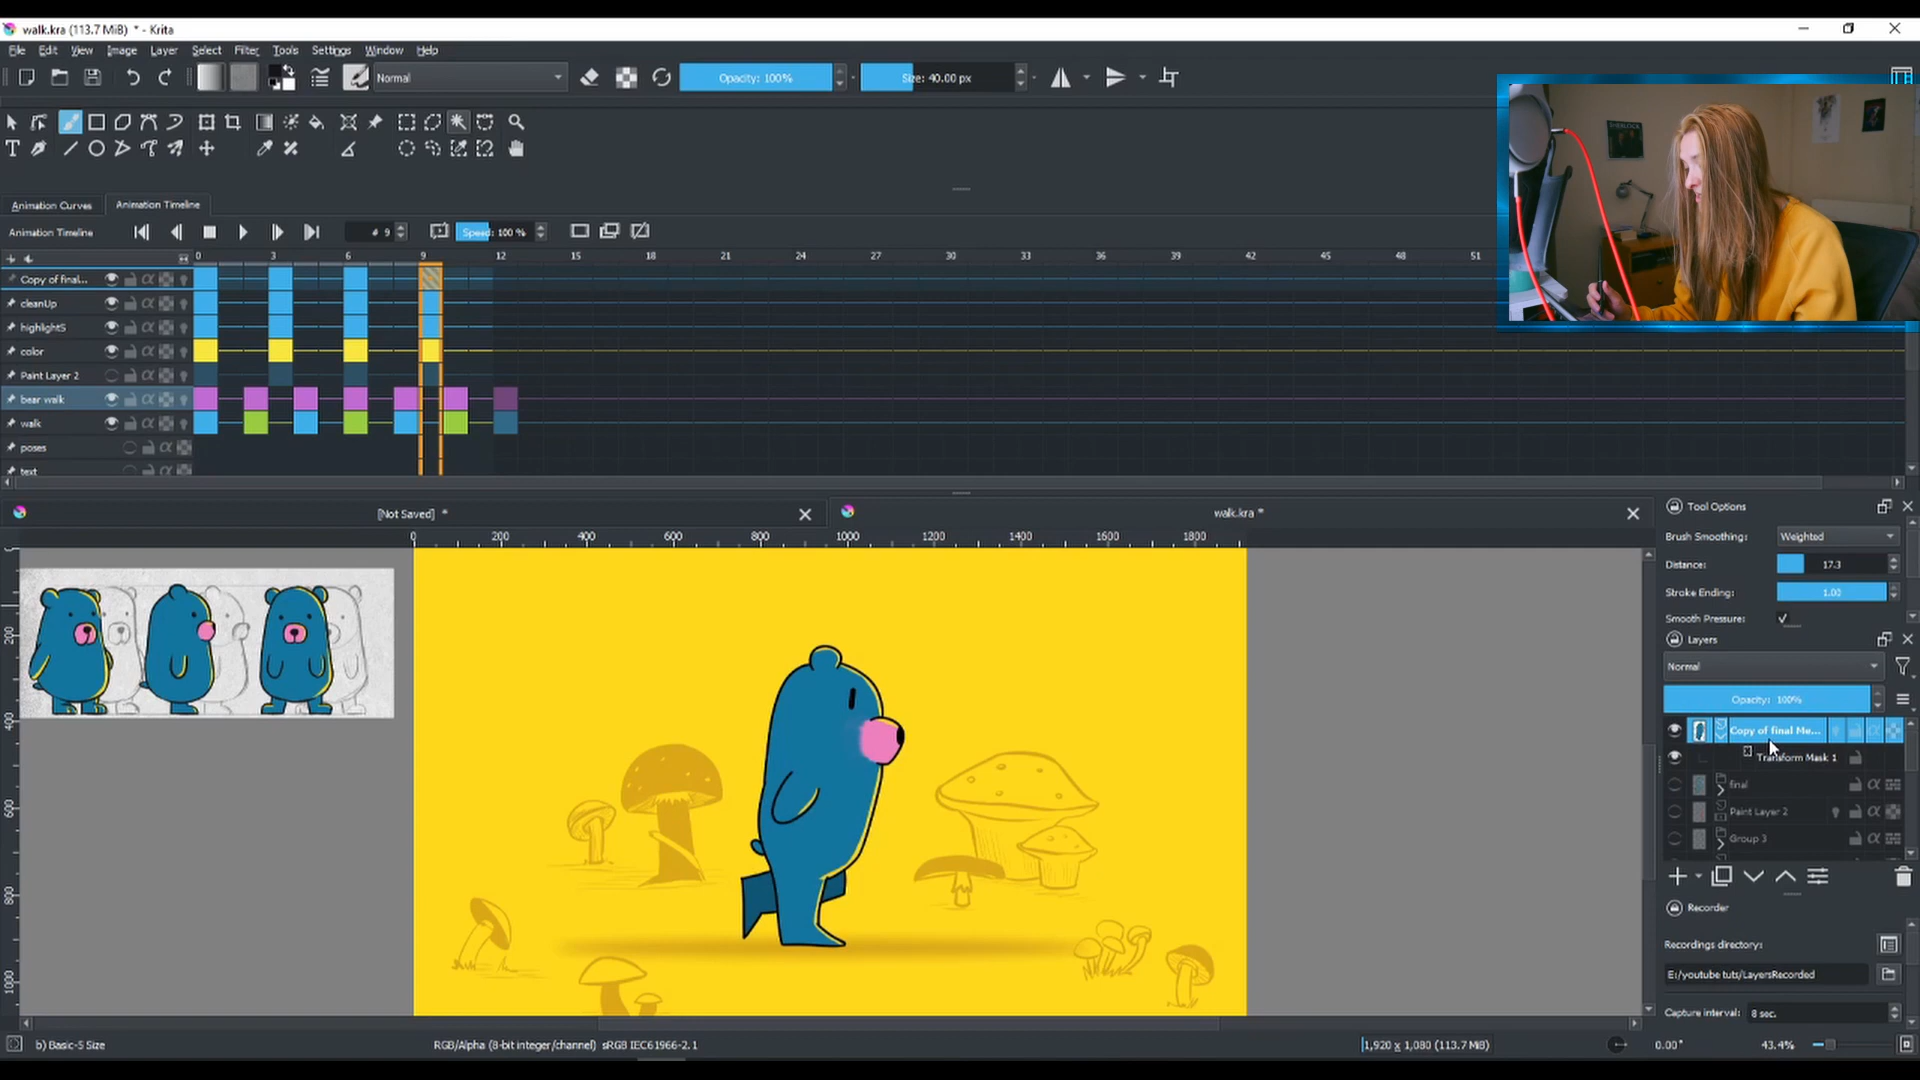 walk.kra (113.7 MiB) * - Krita
File Edit View Image Layer Select Filter Tools Settings Window Help
Normal
Opacity: 100%
Size: 40.00 px
Animation Curves
Animation Timeline
Animation Timeline
# 9
Speed: 100 %
0 3 6 9 12 15 18 21 24 27 30 33 36 39 42 45 48 51
Copy of final...
cleanUp
highlightS
color
Paint Layer 2
bear walk
walk
poses
text
[Not Saved] *
walk.kra *
0 200 400 600 800 1000 1200 1400 1600 1800
0 200 400 600 800 1000
Tool Options
Brush Smoothing: Weighted
Distance: 17.3
Stroke Ending: 1.00
Smooth Pressure:
Layers
Normal
Opacity: 100%
Copy of final Me...
Transform Mask 1
final
Paint Layer 2
Group 3
Recorder
Recordings directory:
E:/youtube tuts/LayersRecorded
Capture interval: 8 sec.
b) Basic-5 Size
RGB/Alpha (8-bit integer/channel) sRGB IEC61966-2.1
1,920 x 1,080 (113.7 MiB)
0.00°
43.4%